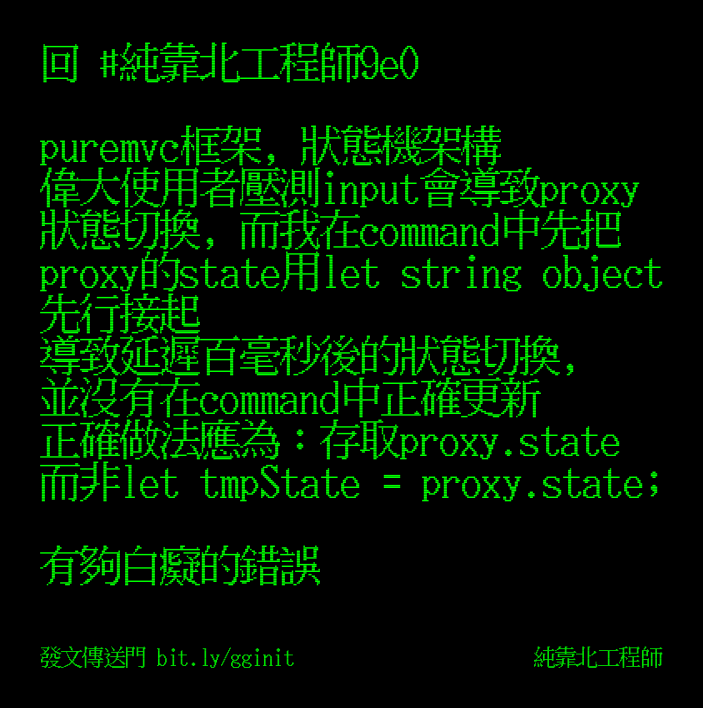 回 #純靠北工程師9e0
puremvc框架, 狀態機架構
偉大使用者壓測input會導致proxy
狀態切換, 而我在command中先把
proxy的state用let string object
先行接起
導致延遲百毫秒後的狀態切換,
並沒有在command中正確更新
正確做法應為：存取proxy.state
而非let tmpState = proxy.state;
有夠白癡的錯誤
發文傳送門 bit.ly/gginit
純靠北工程師